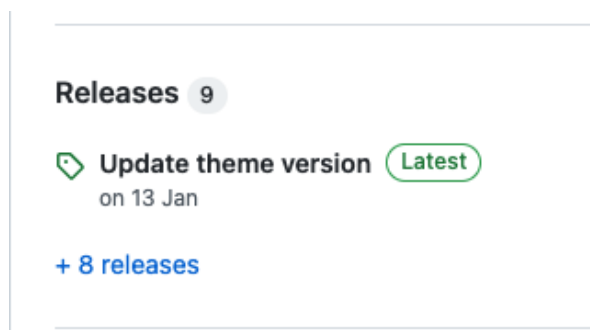 Releases 9
Update theme version Latest
on 13 Jan
+ 8 releases